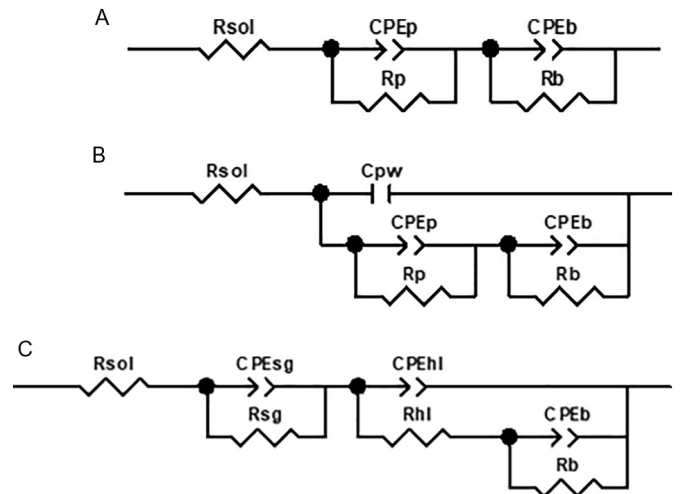 A
Rsol CPEp CPEb
Rp Rb
B
Rsol Cpw
CPEp CPEb
Rp Rb
C
Rsol CPEsg CPEhl
Rsg Rhl CPEb
Rb